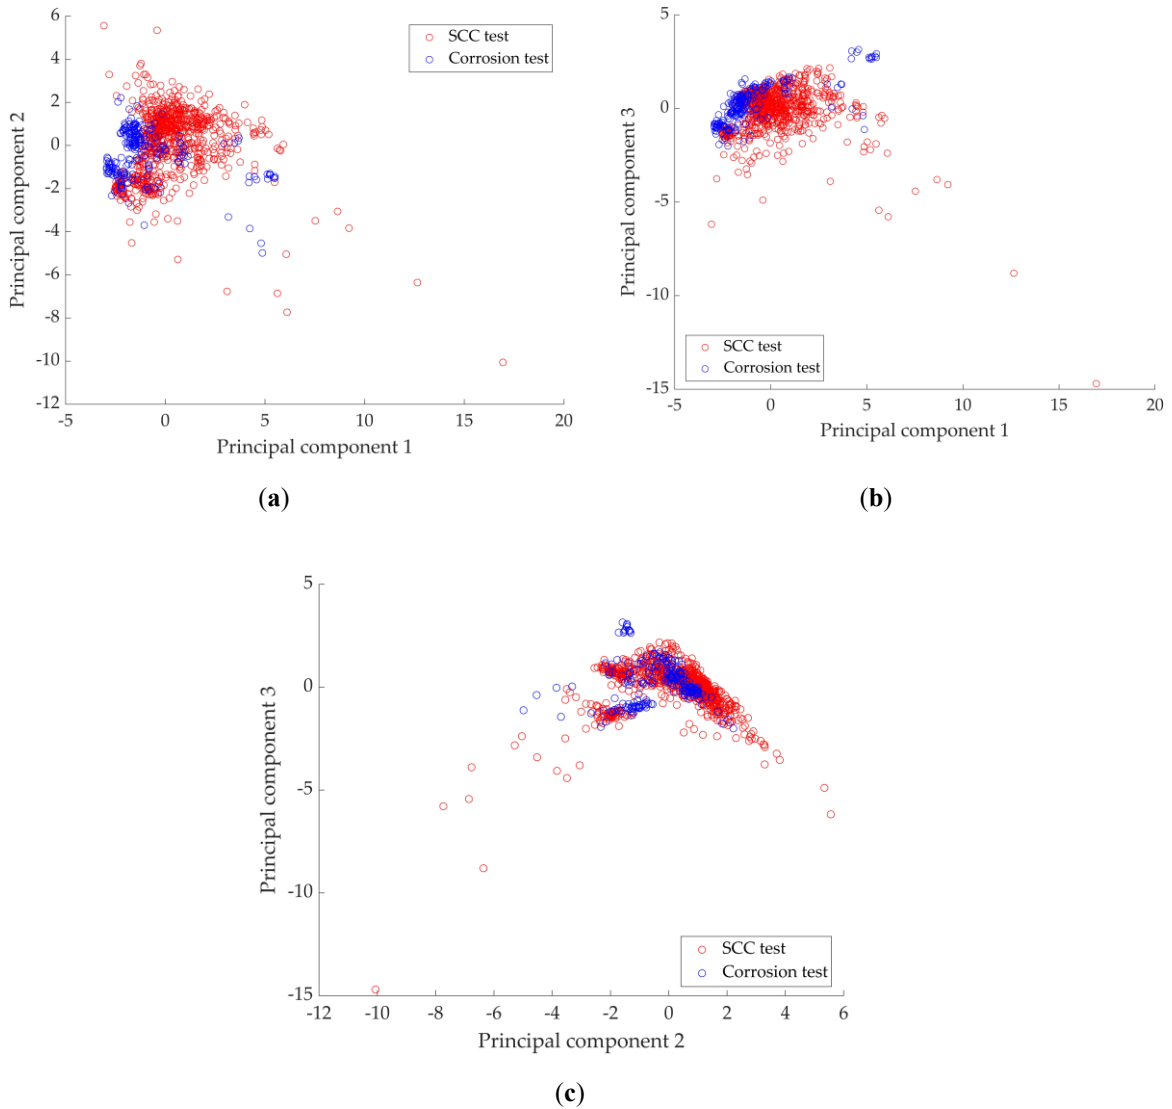 6
4
2
0
-2
-4
-6
-8
-10
-12
-5
0
5
10
15
20
Principal component 2
Principal component 1
SCC test
Corrosion test
(a)
5
0
-5
-10
-15
-5
0
5
10
15
20
Principal component 3
Principal component 1
SCC test
Corrosion test
(b)
5
0
-5
-10
-15
-12
-10
-8
-6
-4
-2
0
2
4
6
Principal component 3
Principal component 2
SCC test
Corrosion test
(c)